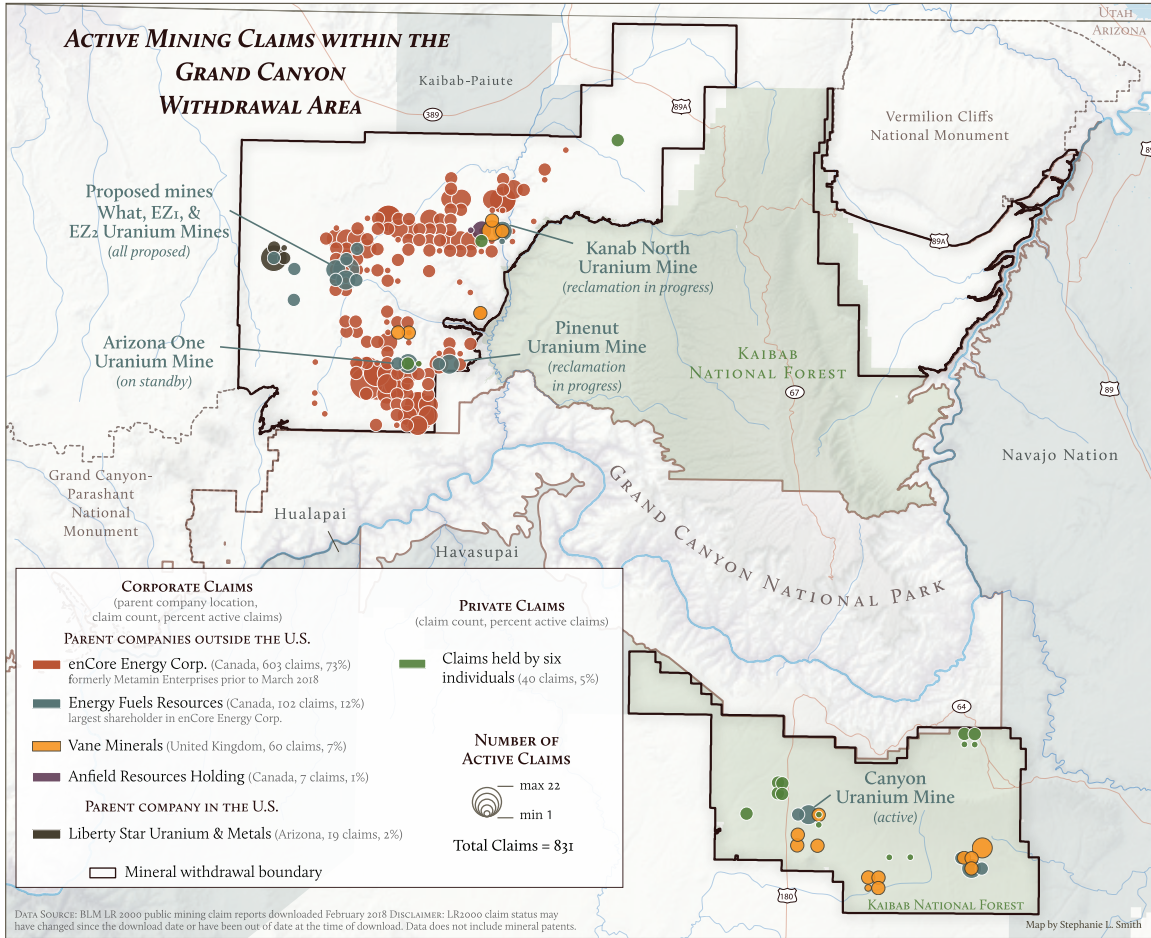 ACTIVE MINING CLAIMS WITHIN THE
GRAND CANYON
WITHDRAWAL AREA
UTAH
ARIZONA
Kaibab-Paiute
389
89A
Vermilion Cliffs
National Monument
89
Proposed mines
What, EZ1, &
EZ2 Uranium Mines
(all proposed)
Kanab North
Uranium Mine
(reclamation in progress)
89A
Arizona One
Uranium Mine
(on standby)
Pinenut
Uranium Mine
(reclamation
in progress)
KAIBAB
NATIONAL FOREST
67
89
Navajo Nation
Grand Canyon-
Parashant
National
Monument
Hualapai
Havasupai
GRAND CANYON NATIONAL PARK
CORPORATE CLAIMS
(parent company location,
claim count, percent active claims)
PARENT COMPANIES OUTSIDE THE U.S.
enCore Energy Corp. (Canada, 603 claims, 73%)
formerly Metamin Enterprises prior to March 2018
Energy Fuels Resources (Canada, 102 claims, 12%)
largest shareholder in enCore Energy Corp.
Vane Minerals (United Kingdom, 60 claims, 7%)
Anfield Resources Holding (Canada, 7 claims, 1%)
PARENT COMPANY IN THE U.S.
Liberty Star Uranium & Metals (Arizona, 19 claims, 2%)
Mineral withdrawal boundary
PRIVATE CLAIMS
(claim count, percent active claims)
Claims held by six
individuals (40 claims, 5%)
NUMBER OF
ACTIVE CLAIMS
max 22
min 1
Total Claims = 831
64
Canyon
Uranium Mine
(active)
180
KAIBAB NATIONAL FOREST
DATA SOURCE: BLM LR 2000 public mining claim reports downloaded February 2018 DISCLAIMER: LR2000 claim status may
have changed since the download date or have been out of date at the time of download. Data does not include mineral patents.
Map by Stephanie L. Smith